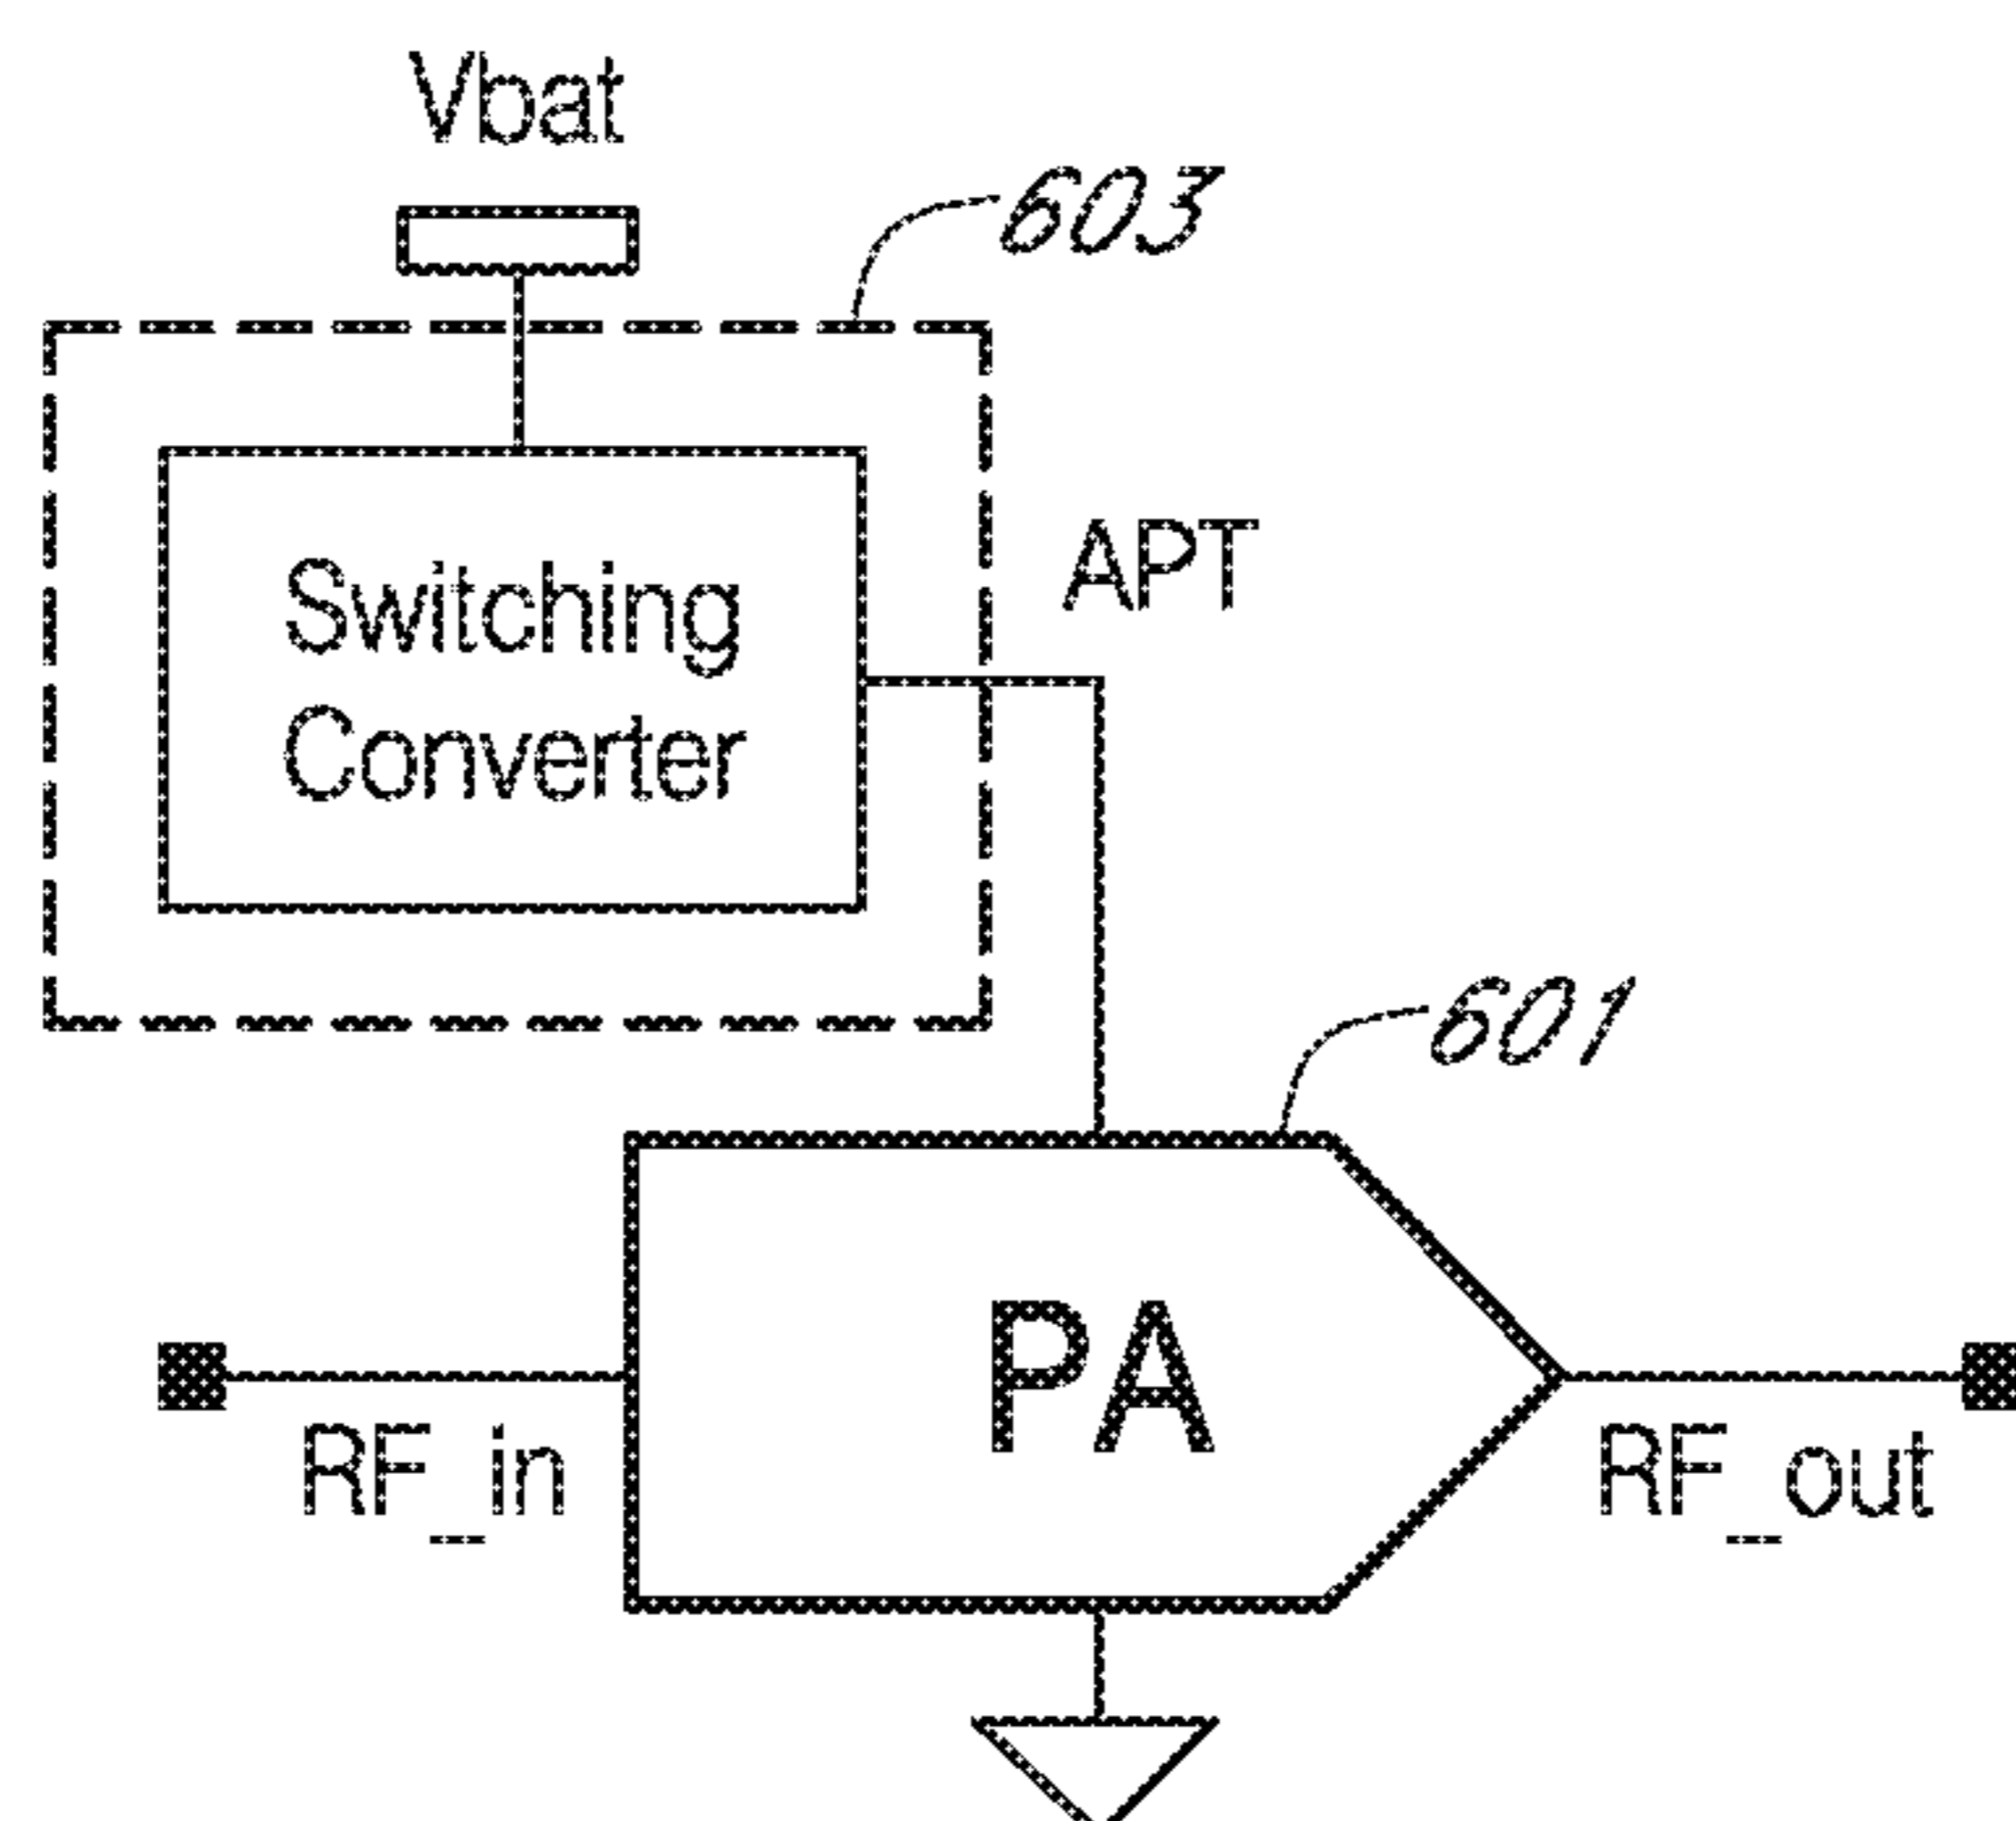 Vbat
603
Switching
Converter
APT
601
PA
RF_in
RF_out